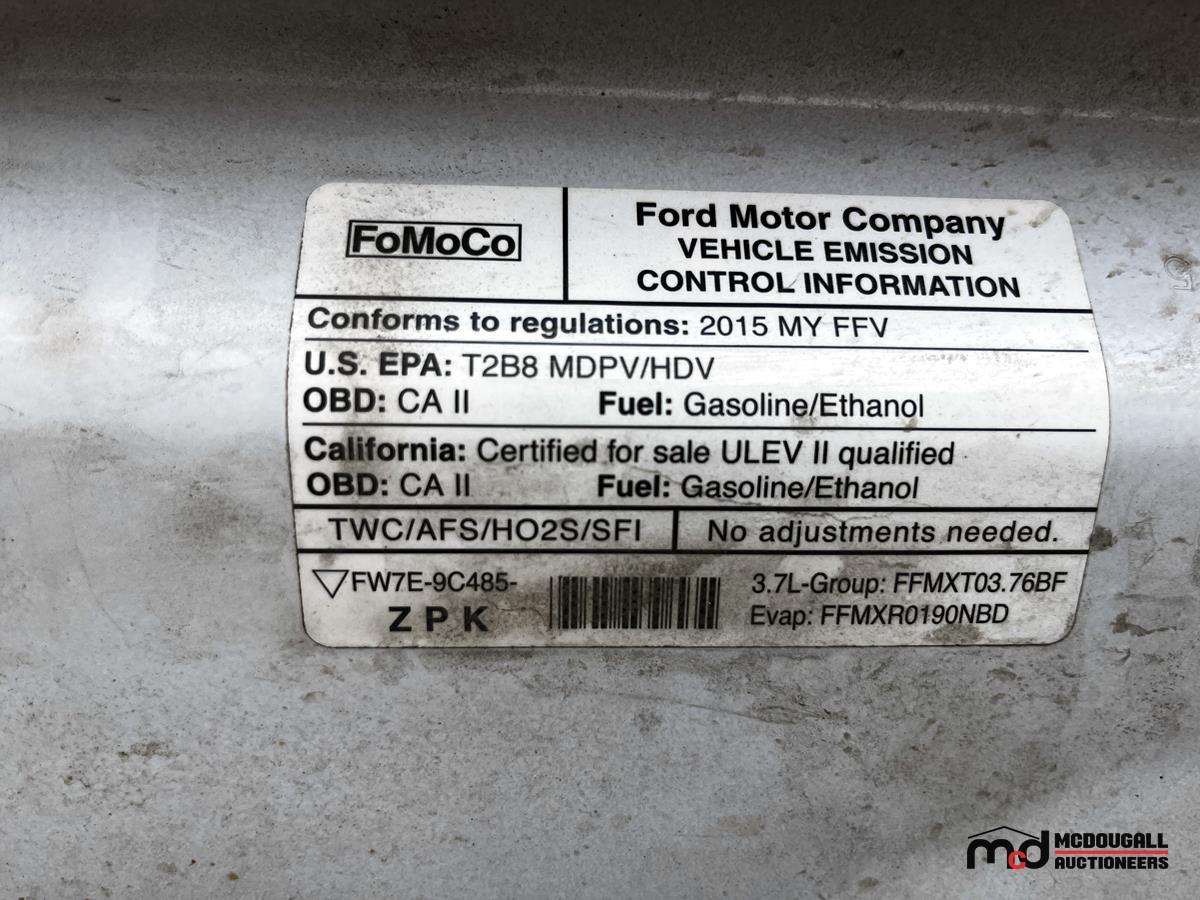 FoMoCo
Ford Motor Company
VEHICLE EMISSION
CONTROL INFORMATION
Conforms to regulations: 2015 MY FFV
U.S. EPA: T2B8 MDPV/HDV
OBD: CA II Fuel: Gasoline/Ethanol
California: Certified for sale ULEV II qualified
OBD: CA II Fuel: Gasoline/Ethanol
TWC/AFS/HO2S/SFI No adjustments needed.
FW7E-9C485- 3.7L-Group: FFMXT03.76BF
Z P K Evap: FFMXR0190NBD
mcd MCDOUGALL
AUCTIONEERS